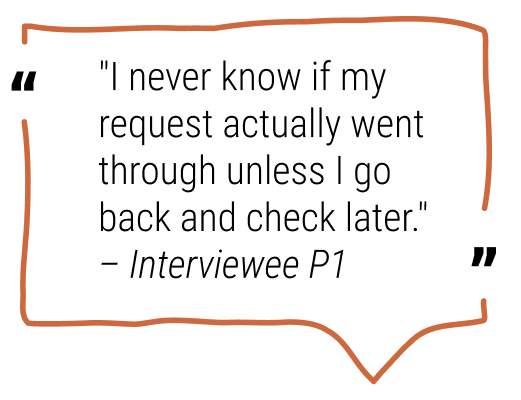 “
"I never know if my
request actually went
through unless I go
back and check later."
– Interviewee P1
”